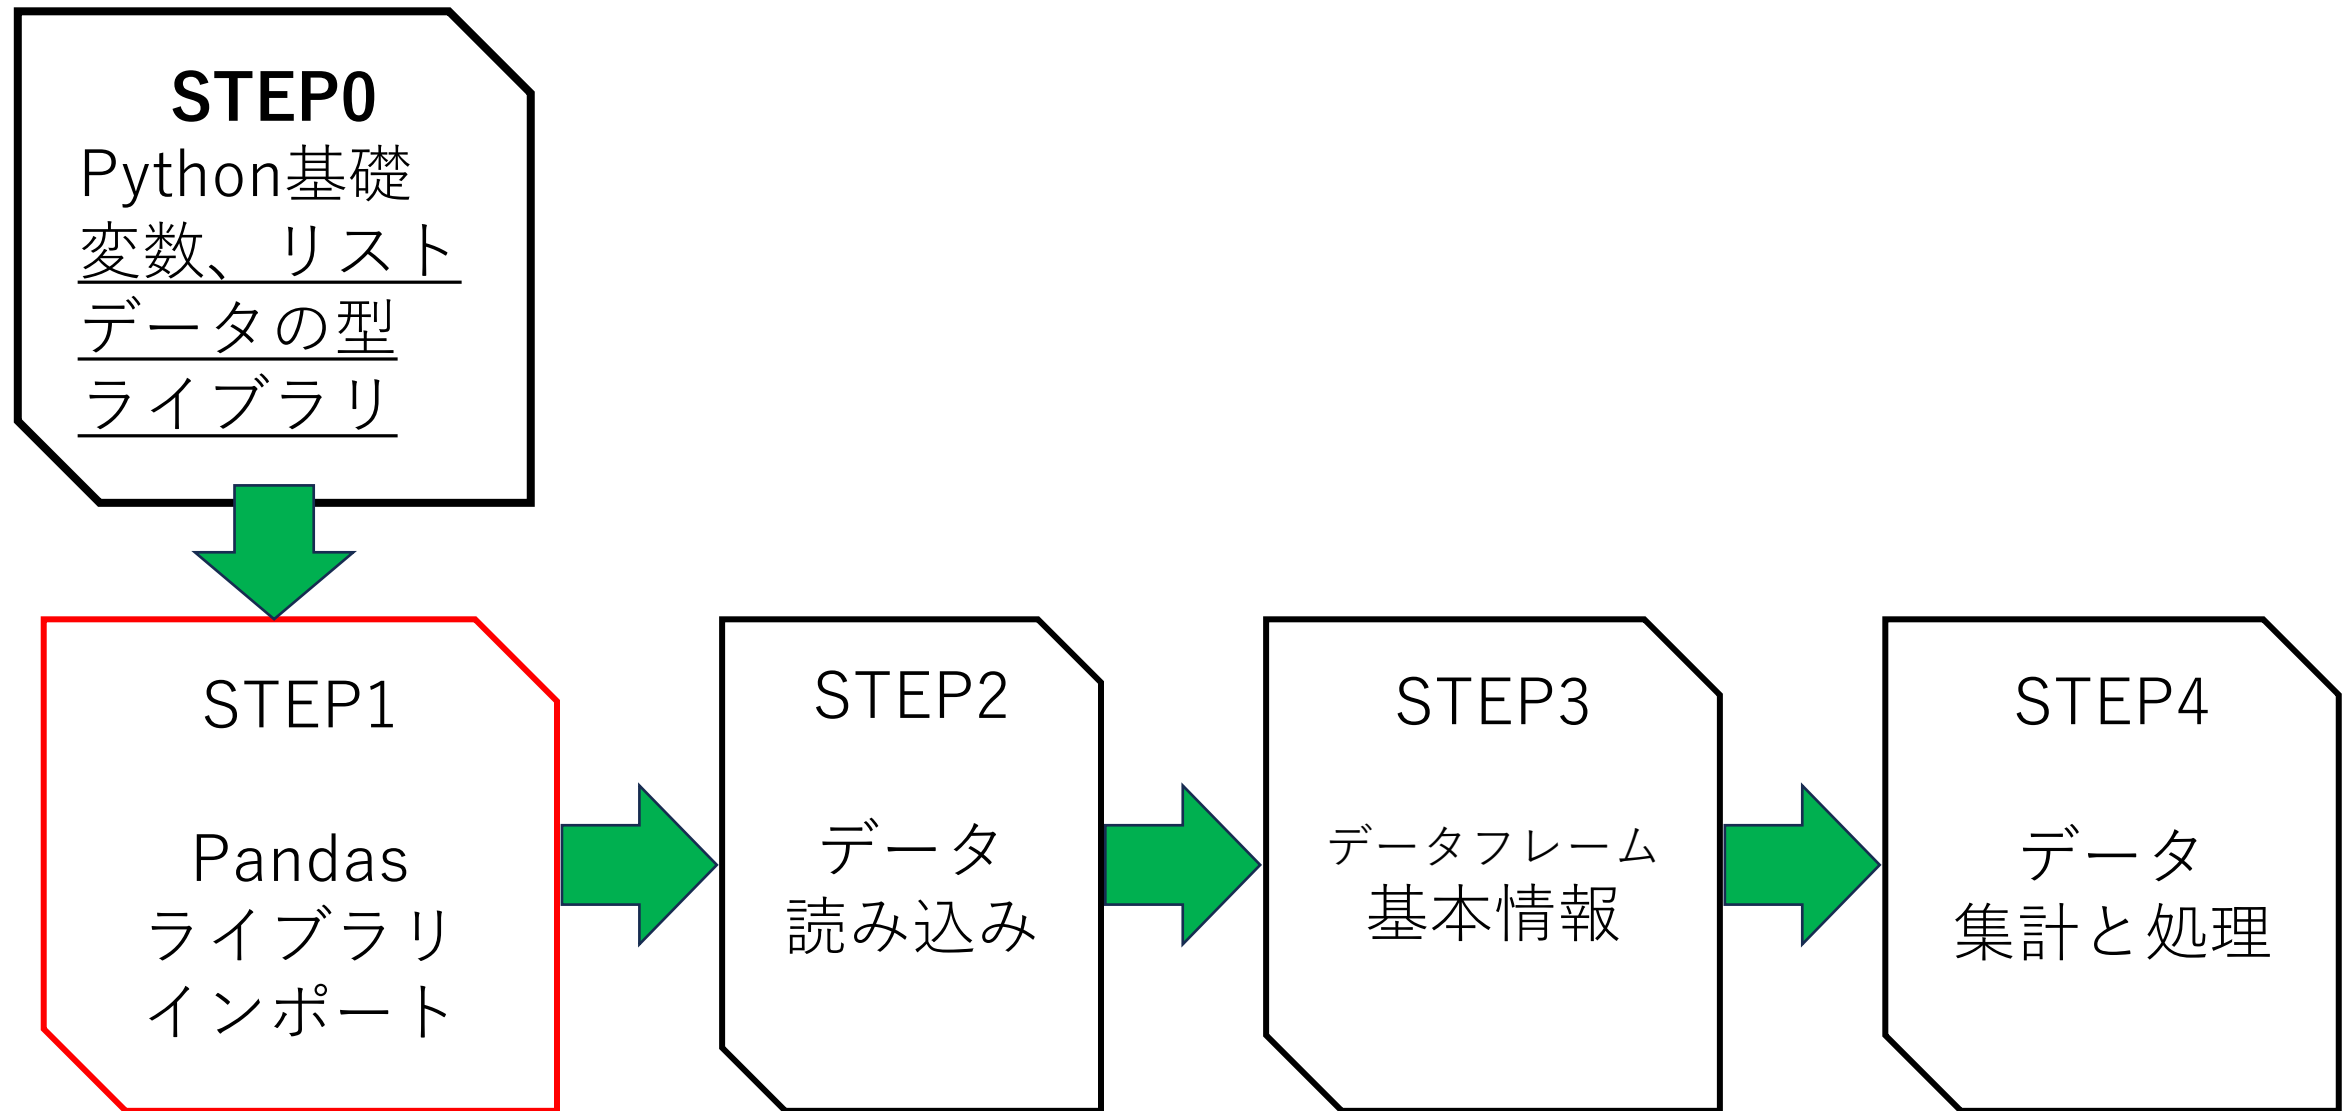 STEP0
Python基礎
変数、リスト
データの型
ライブラリ
STEP1
Pandas
ライブラリ
インポート
STEP2
データ
読み込み
STEP3
データフレーム
基本情報
STEP4
データ
集計と処理